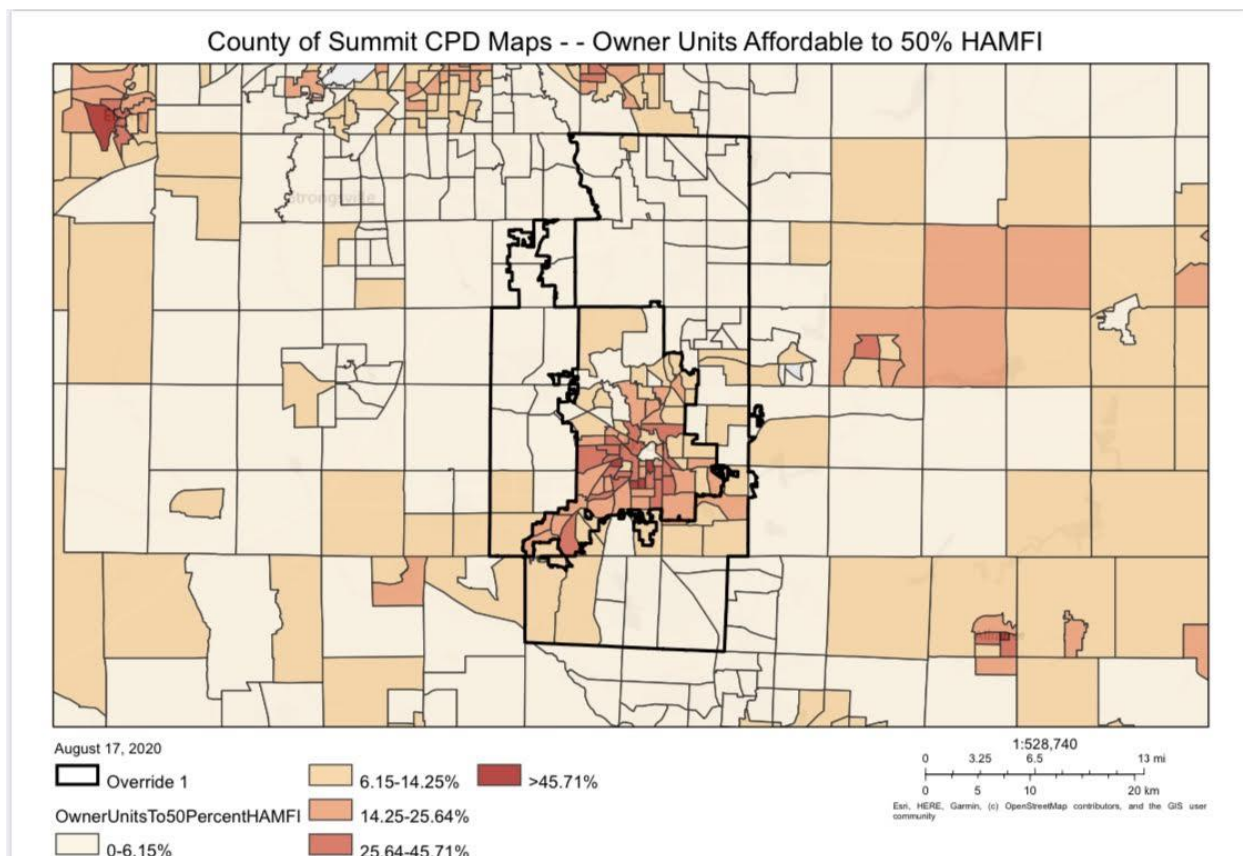 County of Summit CPD Maps - - Owner Units Affordable to 50% HAMFI
Strongsville
August 17, 2020
Override 1
OwnerUnitsTo50PercentHAMFI
0-6.15%
6.15-14.25%
14.25-25.64%
25.64-45.71%
>45.71%
1:528,740
0 3.25 6.5 13 mi
0 5 10 20 km
Esri, HERE, Garmin, (c) OpenStreetMap contributors, and the GIS user
community